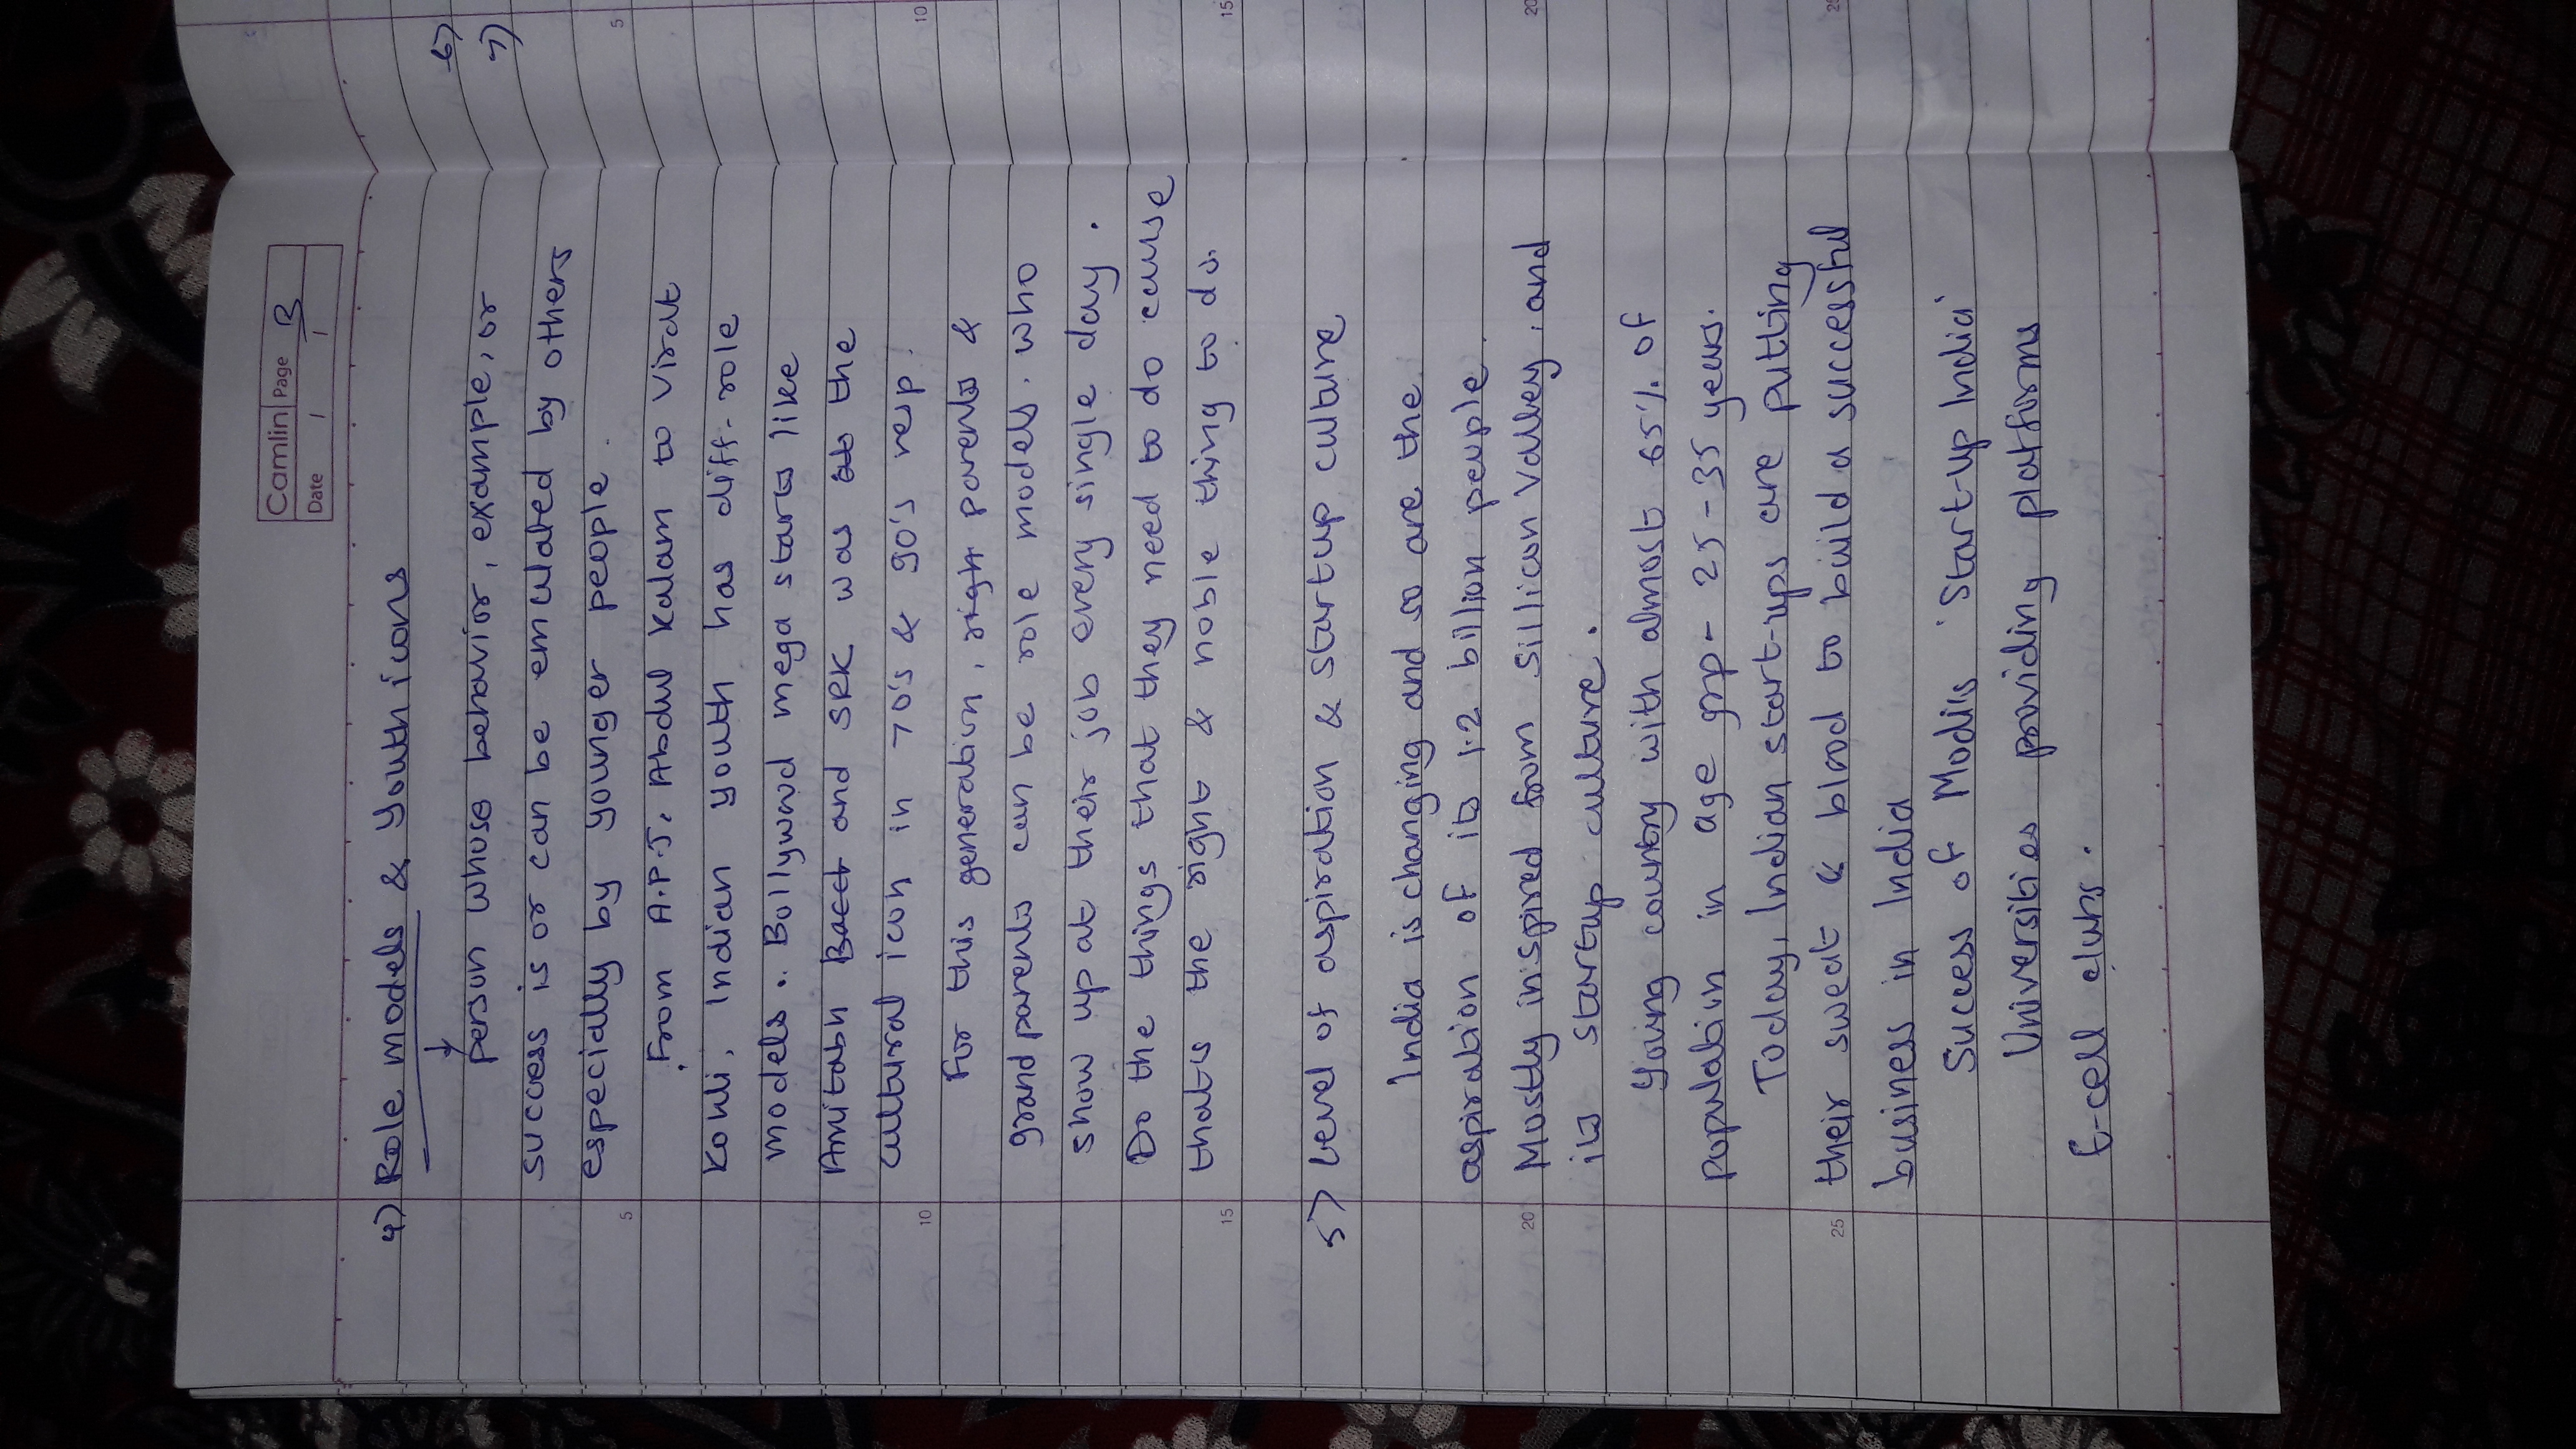 Camlin Page 3
Date / /
4) Role models & Youth icons
↓
person whose behavior, example, or
success is or can be emulated by others
especially by younger people.
From A.P.J. Abdul Kalam to Virat
Kohli, Indian youth has diff- role
models. Bollywood mega starts like
Amitabh and SRK was the
cultural icon in 70's & 90's resp.
For this generation, parents &
grandparents can be role models. who
show up at their job every single day.
Do the things that they need to do cause
that's the right & noble thing to do.
5) Level of aspiration & startup culture
India is changing and so are the
aspiration of its 1.2 billion people.
Mostly inspired from Sillicon Valley, and
its startup culture.
Young country with almost 65% of
population in age grp- 25-35 years.
Today, Indian start-ups are putting
their sweat & blood to build a successful
business in India
Success of Modi's 'Start-up India'
Universities providing platforms
E-cell clubs.
5
10
15
20
25
6)
7)
5
10
15
20